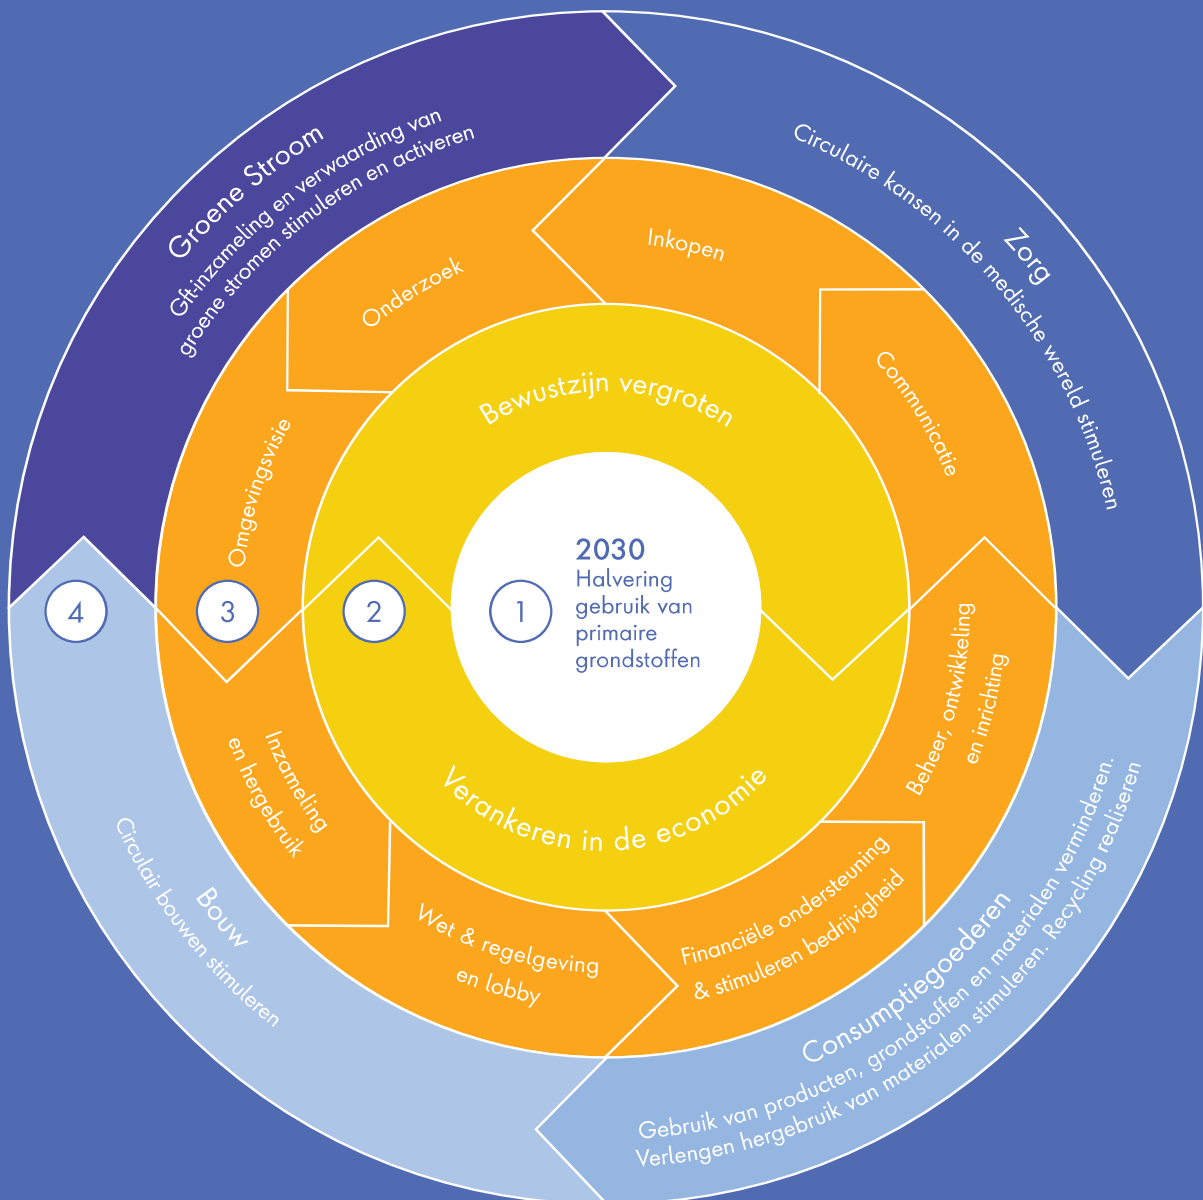 Groene Stroom
Gft-inzameling en verwaarding van
groene stromen stimuleren en activeren
Zorg
Circulaire kansen in de medische wereld stimuleren
Inkopen
Onderzoek
Communicatie
Omgevingsvisie
Bewustzijn vergroten
4
3
2
1
2030
Halvering
gebruik van
primaire
grondstoffen
Beheer, ontwikkeling
en inrichting
Inzameling
en hergebruik
Verankeren in de economie
Financiële ondersteuning
& stimuleren bedrijvigheid
Wet & regelgeving
en lobby
Bouw
Circulair bouwen stimuleren
Consumptiegoederen
Gebruik van producten, grondstoffen en materialen verminderen.
Verlengen hergebruik van materialen stimuleren. Recycling realiseren